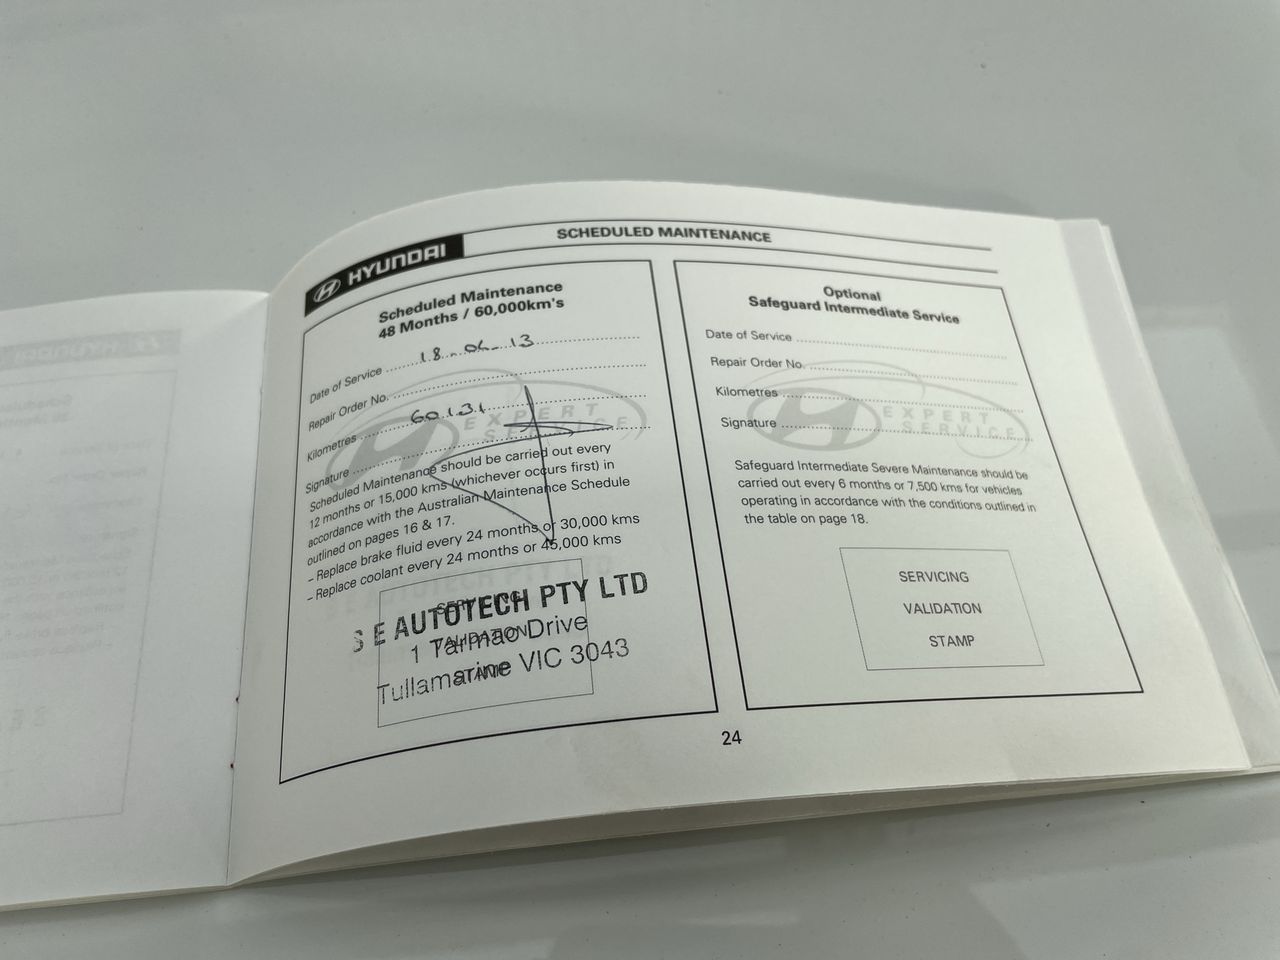 HYUNDAI
SCHEDULED MAINTENANCE
Scheduled Maintenance
48 Months / 60,000km's
Date of Service 18-04-13
Repair Order No.
Kilometres 60131
Signature
EXPERT
SERVICE
Scheduled Maintenance should be carried out every
12 months or 15,000 kms (whichever occurs first) in
accordance with the Australian Maintenance Schedule
outlined on pages 16 & 17.
– Replace brake fluid every 24 months or 30,000 kms
– Replace coolant every 24 months or 45,000 kms
SERVICING
VALIDATION
STAMP
S E AUTOTECH PTY LTD
1 Tarmac Drive
Tullamarine VIC 3043
Optional
Safeguard Intermediate Service
Date of Service
Repair Order No.
Kilometres
Signature
EXPERT
SERVICE
Safeguard Intermediate Severe Maintenance should be
carried out every 6 months or 7,500 kms for vehicles
operating in accordance with the conditions outlined in
the table on page 18.
SERVICING
VALIDATION
STAMP
24